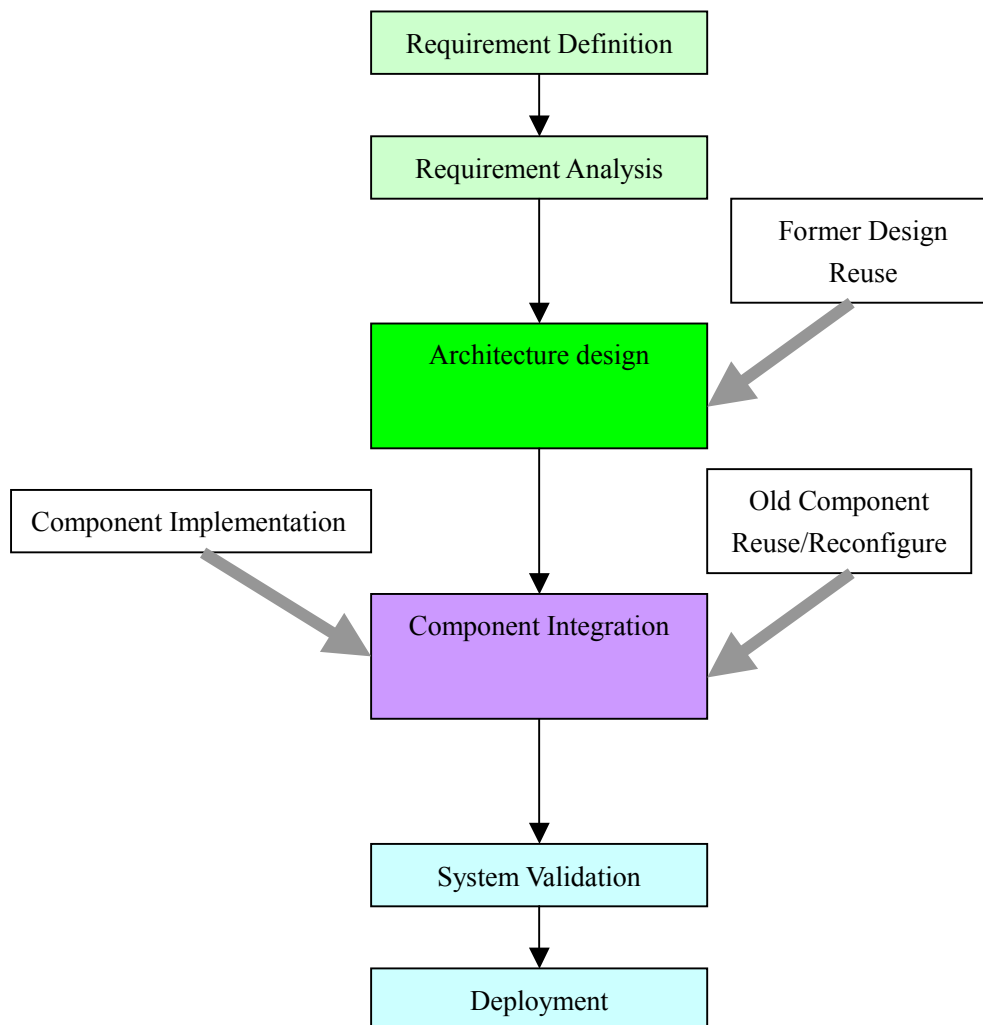 Requirement Definition
Requirement Analysis
Former Design
Reuse
Architecture design
Component Implementation
Old Component
Reuse/Reconfigure
Component Integration
System Validation
Deployment